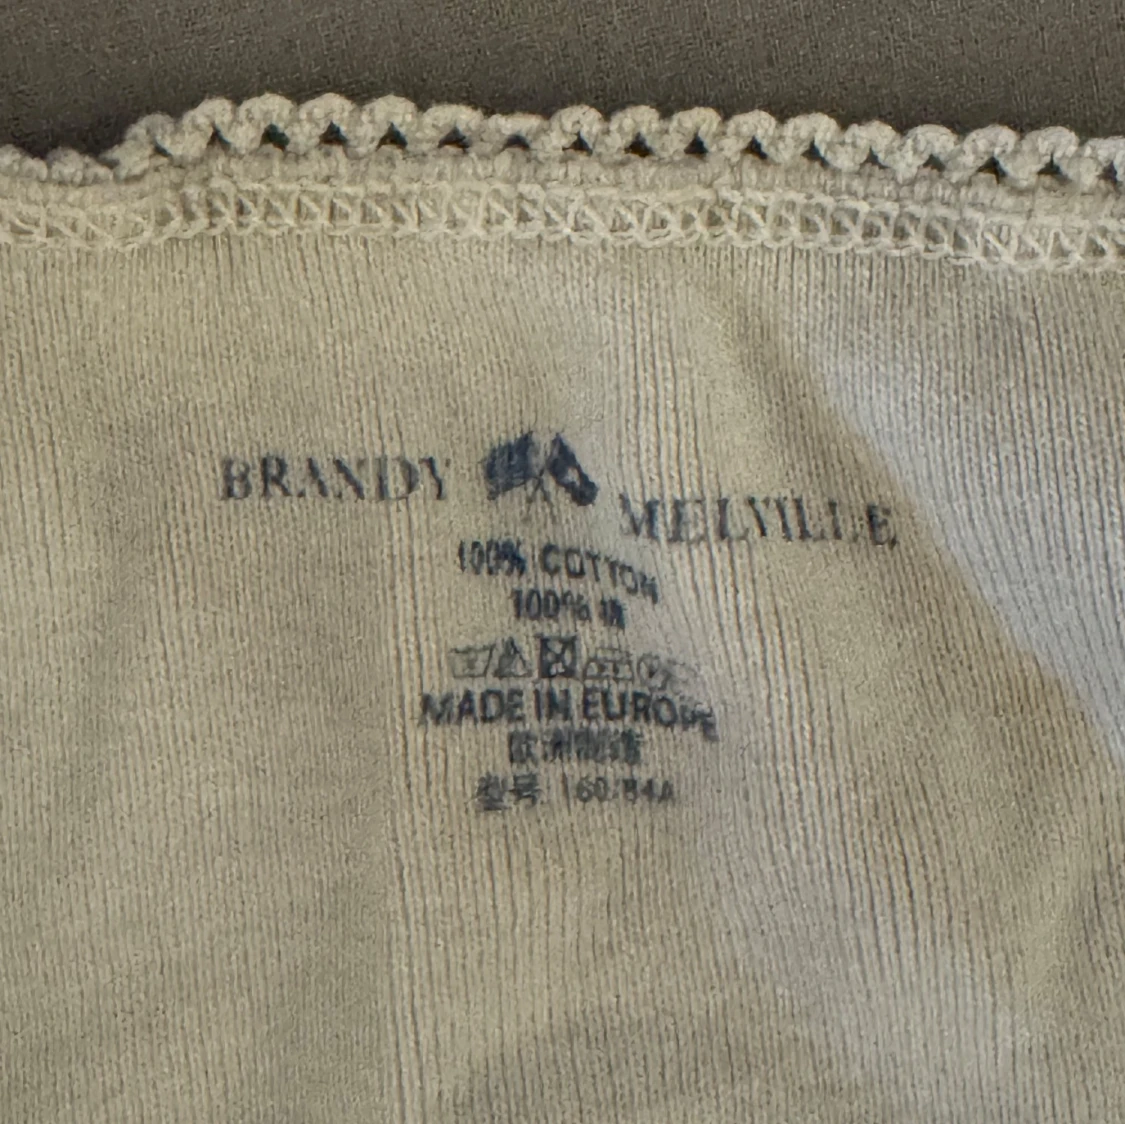 BRANDY MELVILLE
100% COTTON
100% 棉
MADE IN EUROPE
欧洲制造
型号: 160/84A